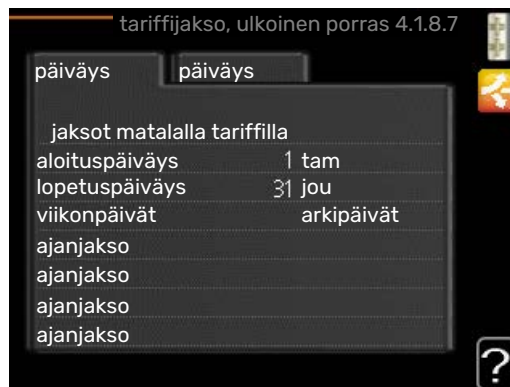 tariffijakso, ulkoinen porras 4.1.8.7
päiväys päiväys
jaksot matalalla tariffilla
aloituspäiväys 1 tam
lopetuspäiväys 31 jou
viikonpäivät arkipäivät
ajanjakso
ajanjakso
ajanjakso
ajanjakso
?